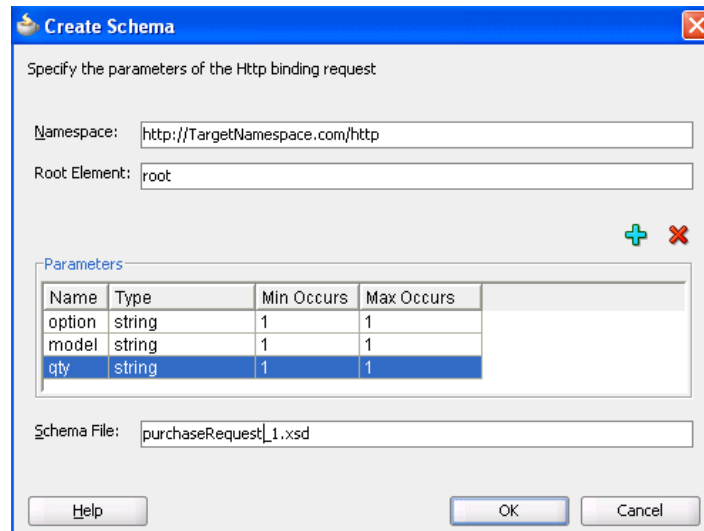 Create Schema
Specify the parameters of the Http binding request
Namespace: http://TargetNamespace.com/http
Root Element: root
Parameters
Name Type Min Occurs Max Occurs
option string 1 1
model string 1 1
qty string 1 1
Schema File: purchaseRequest_1.xsd
Help OK Cancel